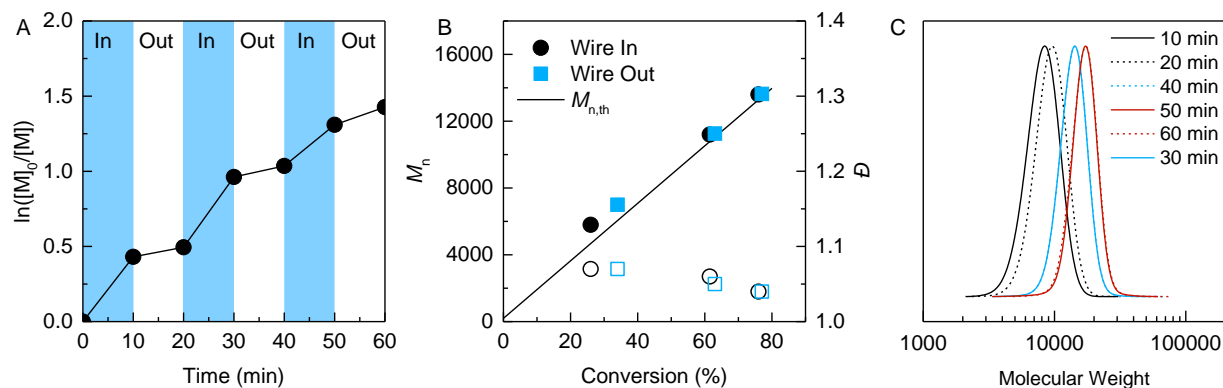 A
In Out In Out In Out
2.0
1.5
1.0
0.5
0.0
0 10 20 30 40 50 60
Time (min)
ln([M]0/[M])
B
Wire In
Wire Out
Mn,th
16000
12000
8000
4000
0
0 20 40 60 80
Conversion (%)
Mn
1.4
1.3
1.2
1.1
1.0
Đ
C
10 min
20 min
40 min
50 min
60 min
30 min
1000 10000 100000
Molecular Weight